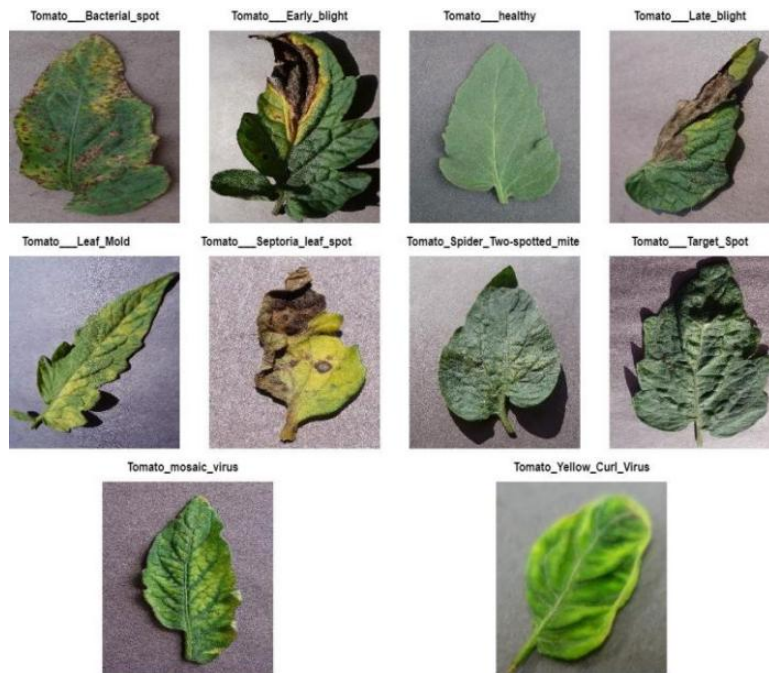 Tomato___Bacterial_spot
Tomato___Early_blight
Tomato___healthy
Tomato___Late_blight
Tomato___Leaf_Mold
Tomato___Septoria_leaf_spot
Tomato_Spider_Two-spotted_mite
Tomato___Target_Spot
Tomato_mosaic_virus
Tomato_Yellow_Curl_Virus